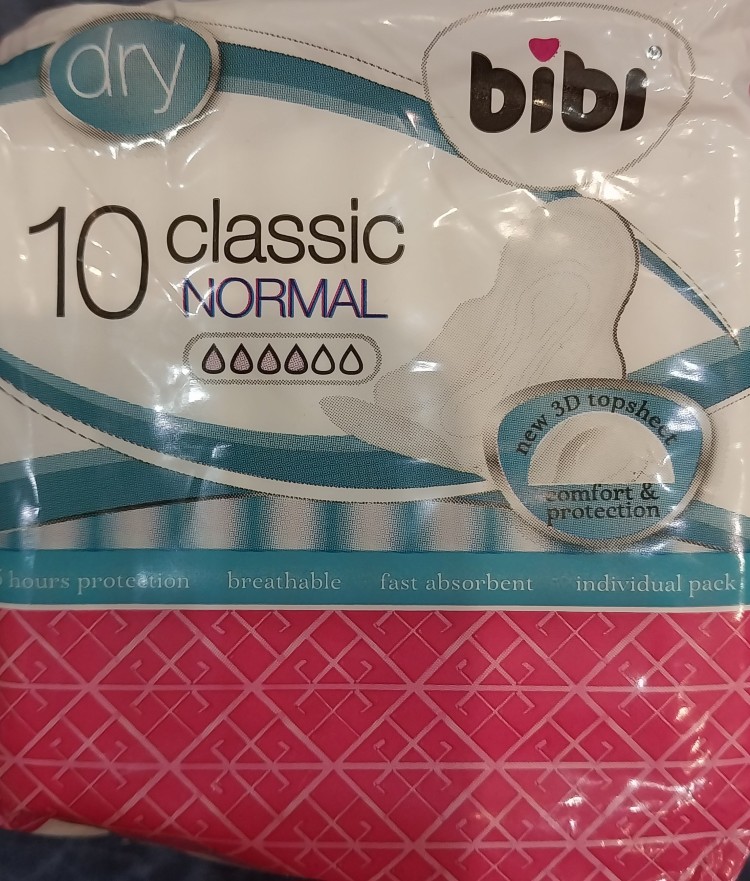 dry
bibi
®
10 classic
NORMAL
new 3D topsheet
comfort &
protection
hours protection breathable fast absorbent individual pack